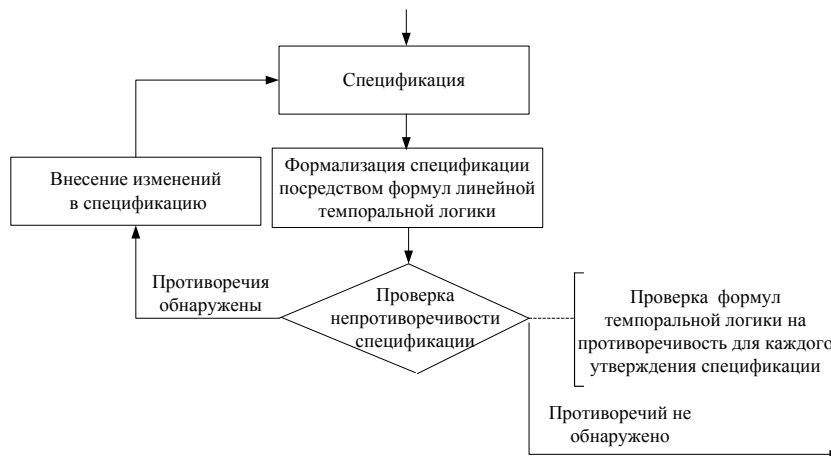 Спецификация
Формализация спецификации
посредством формул линейной
темпоральной логики
Внесение изменений
в спецификацию
Противоречия
обнаружены
Проверка
непротиворечивости
спецификации
Проверка формул
темпоральной логики на
противоречивость для каждого
утверждения спецификации
Противоречий не
обнаружено